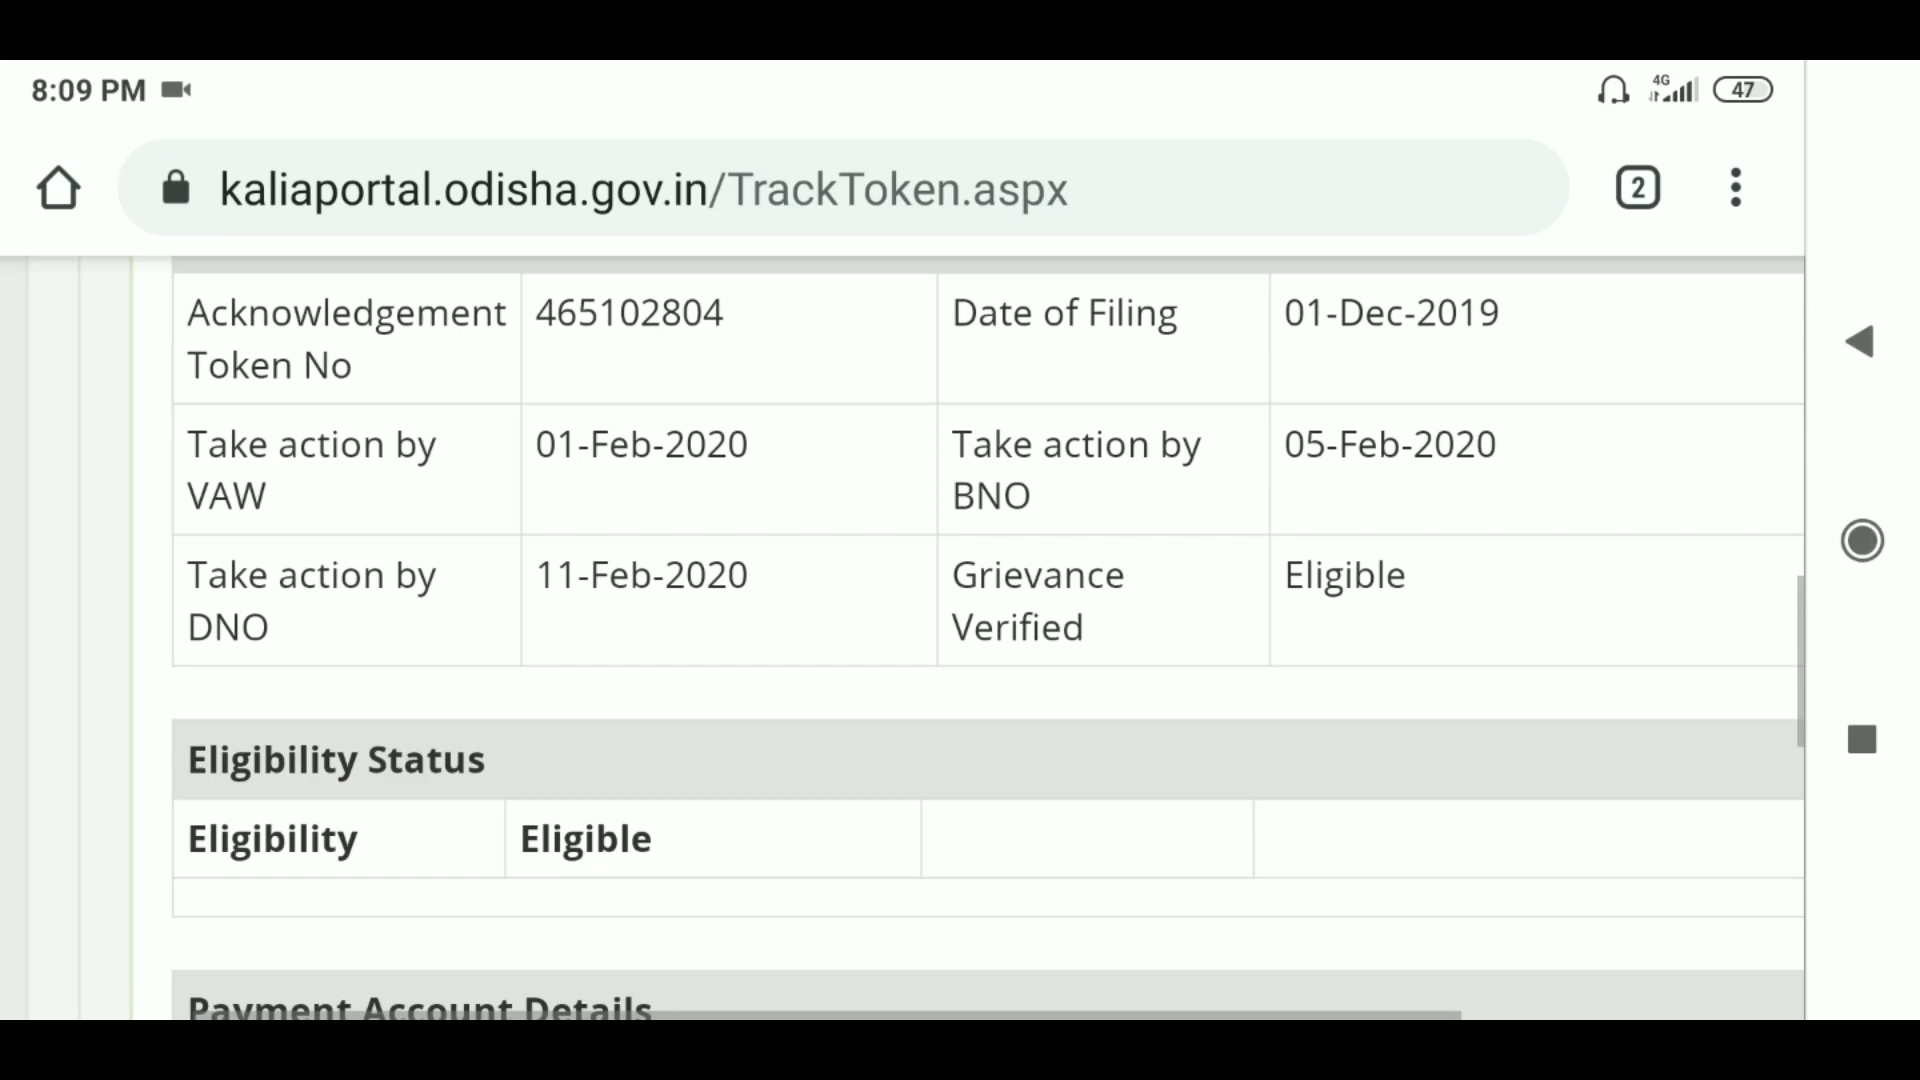 8:09 PM
4G
47
kaliaportal.odisha.gov.in/TrackToken.aspx
2
Acknowledgement Token No 465102804 Date of Filing 01-Dec-2019
Take action by VAW 01-Feb-2020 Take action by BNO 05-Feb-2020
Take action by DNO 11-Feb-2020 Grievance Verified Eligible
Eligibility Status
Eligibility Eligible
Payment Account Details